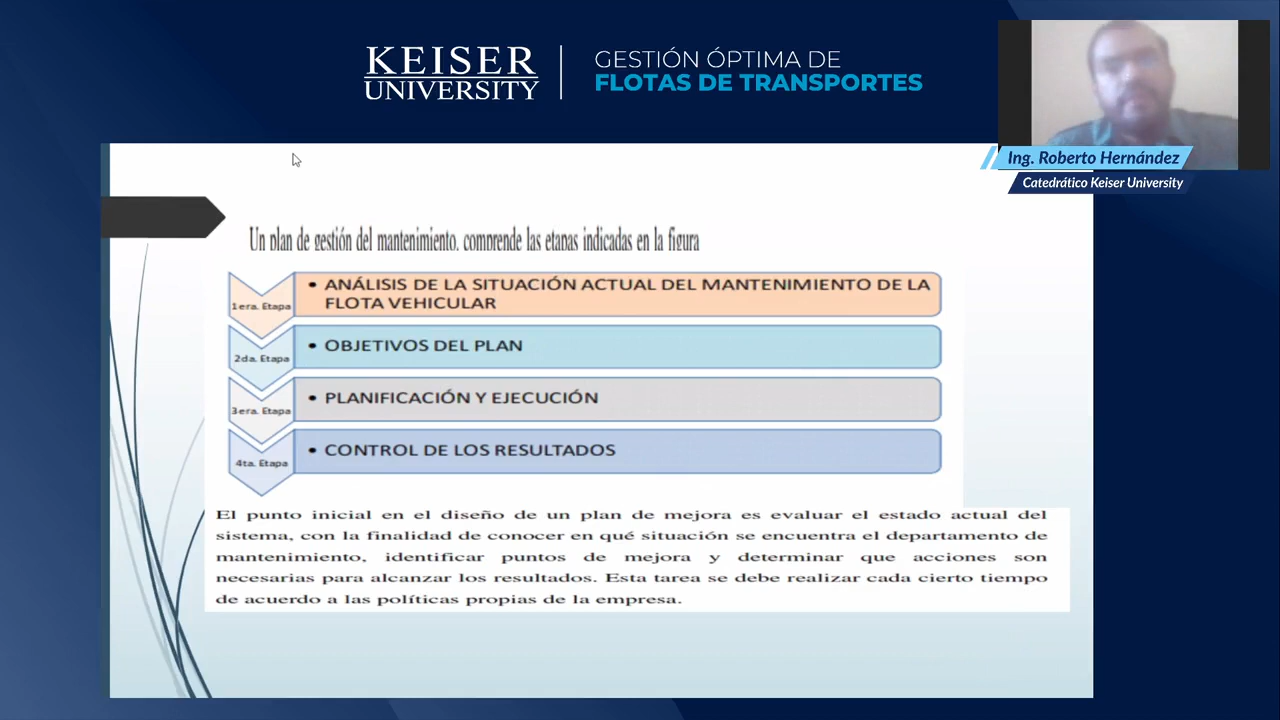 KEISER
UNIVERSITY
GESTIÓN ÓPTIMA DE
FLOTAS DE TRANSPORTES
Ing. Roberto Hernández
Catedrático Keiser University
Un plan de gestión del mantenimiento, comprende las etapas indicadas en la figura
1era. Etapa
• ANÁLISIS DE LA SITUACIÓN ACTUAL DEL MANTENIMIENTO DE LA
FLOTA VEHICULAR
2da. Etapa
• OBJETIVOS DEL PLAN
3era. Etapa
• PLANIFICACIÓN Y EJECUCIÓN
4ta. Etapa
• CONTROL DE LOS RESULTADOS
El punto inicial en el diseño de un plan de mejora es evaluar el estado actual del
sistema, con la finalidad de conocer en qué situación se encuentra el departamento de
mantenimiento, identificar puntos de mejora y determinar que acciones son
necesarias para alcanzar los resultados. Esta tarea se debe realizar cada cierto tiempo
de acuerdo a las políticas propias de la empresa.